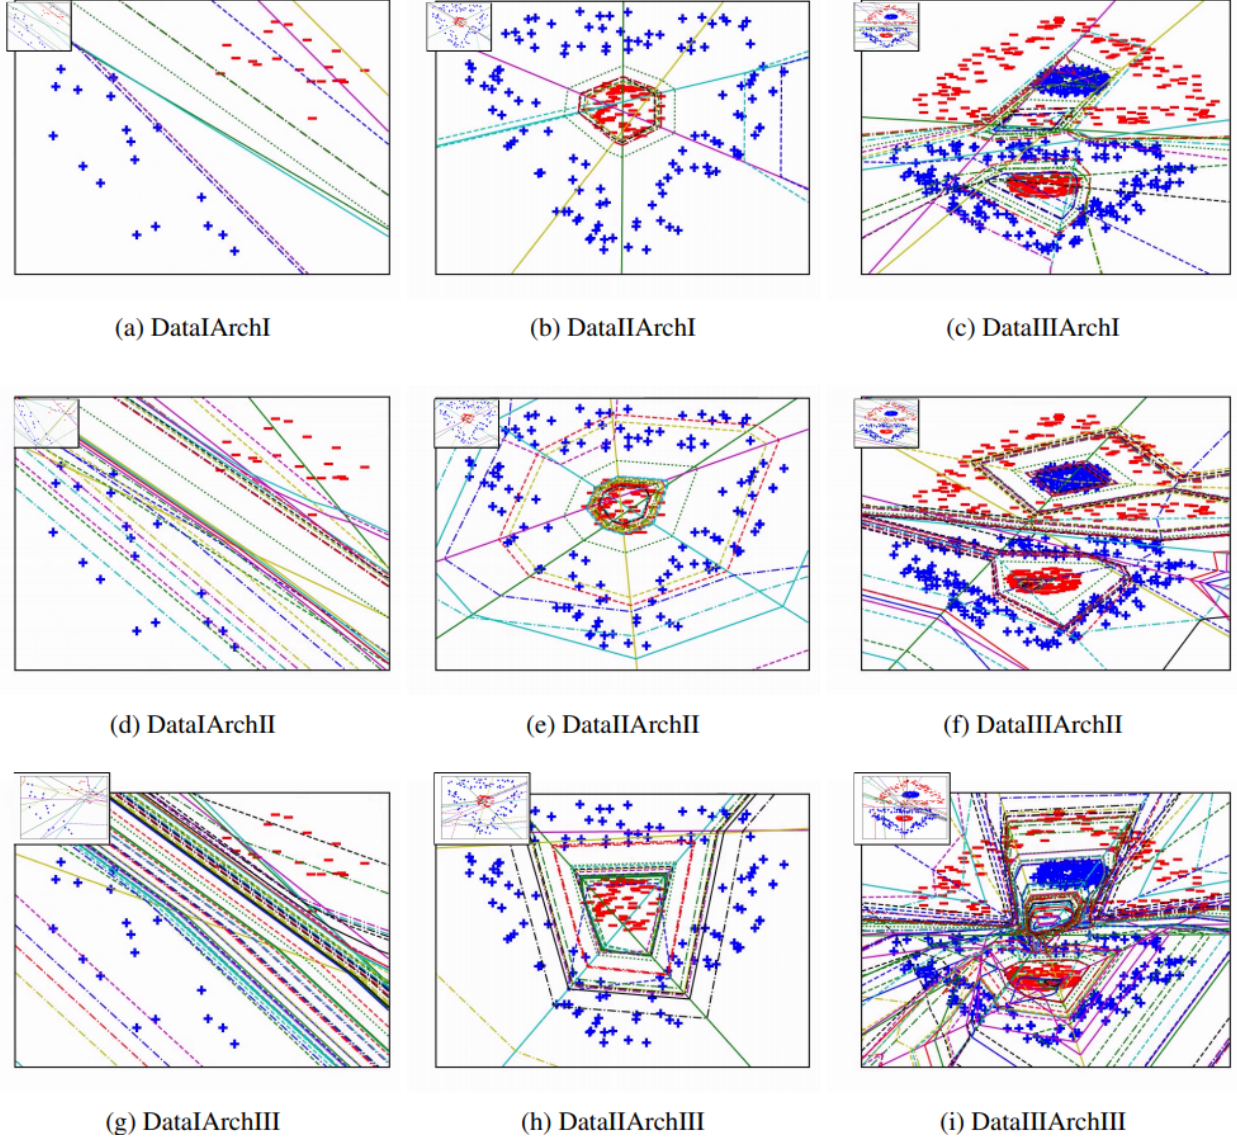 (a) DataIArchI
(b) DataIIArchI
(c) DataIIIArchI
(d) DataIArchII
(e) DataIIArchII
(f) DataIIIArchII
(g) DataIArchIII
(h) DataIIArchIII
(i) DataIIIArchIII